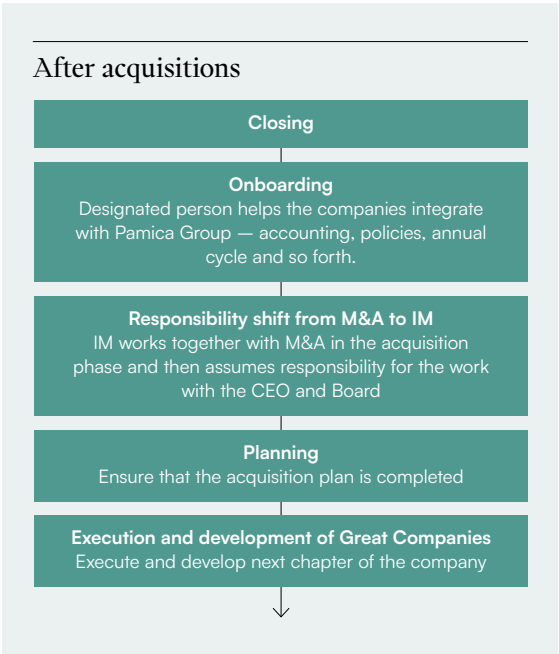 After acquisitions
Closing
Onboarding
Designated person helps the companies integrate
with Pamica Group – accounting, policies, annual
cycle and so forth.
Responsibility shift from M&A to IM
IM works together with M&A in the acquisition
phase and then assumes responsibility for the work
with the CEO and Board
Planning
Ensure that the acquisition plan is completed
Execution and development of Great Companies
Execute and develop next chapter of the company